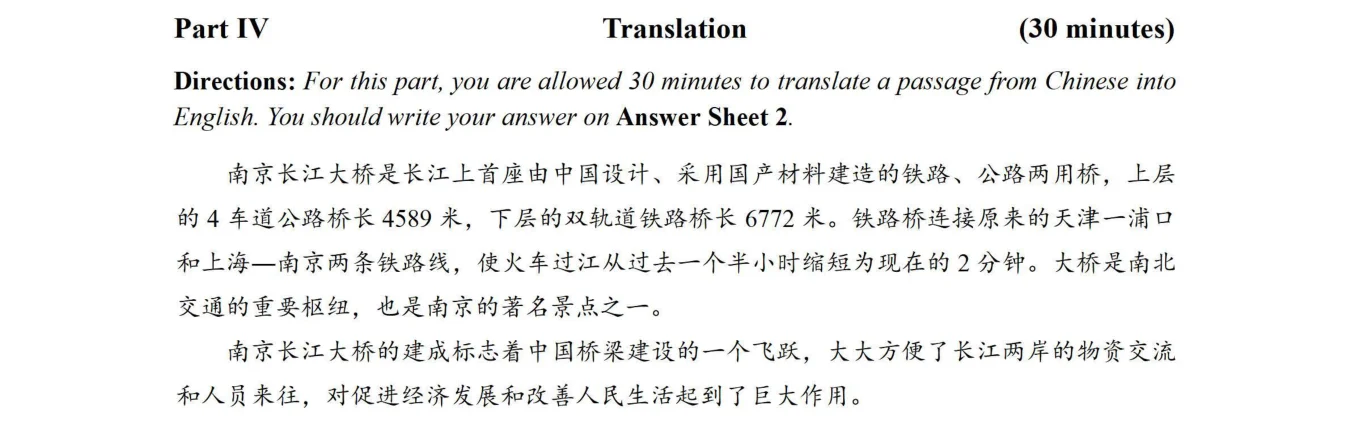 Part IV Translation (30 minutes)
Directions: For this part, you are allowed 30 minutes to translate a passage from Chinese into
English. You should write your answer on Answer Sheet 2.
南京长江大桥是长江上首座由中国设计、采用国产材料建造的铁路、公路两用桥，上层
的 4 车道公路桥长 4589 米，下层的双轨道铁路桥长 6772 米。铁路桥连接原来的天津—浦口
和上海—南京两条铁路线，使火车过江从过去一个半小时缩短为现在的 2 分钟。大桥是南北
交通的重要枢纽，也是南京的著名景点之一。
南京长江大桥的建成标志着中国桥梁建设的一个飞跃，大大方便了长江两岸的物资交流
和人员来往，对促进经济发展和改善人民生活起到了巨大作用。